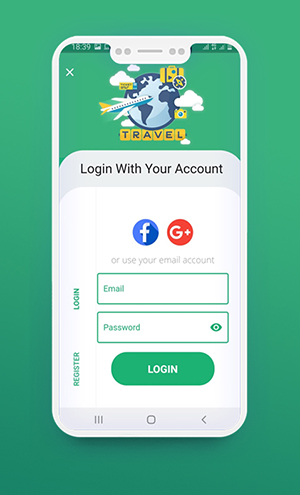 18:39
TRAVEL
Login With Your Account
or use your email account
Email
LOGIN
Password
REGISTER
LOGIN